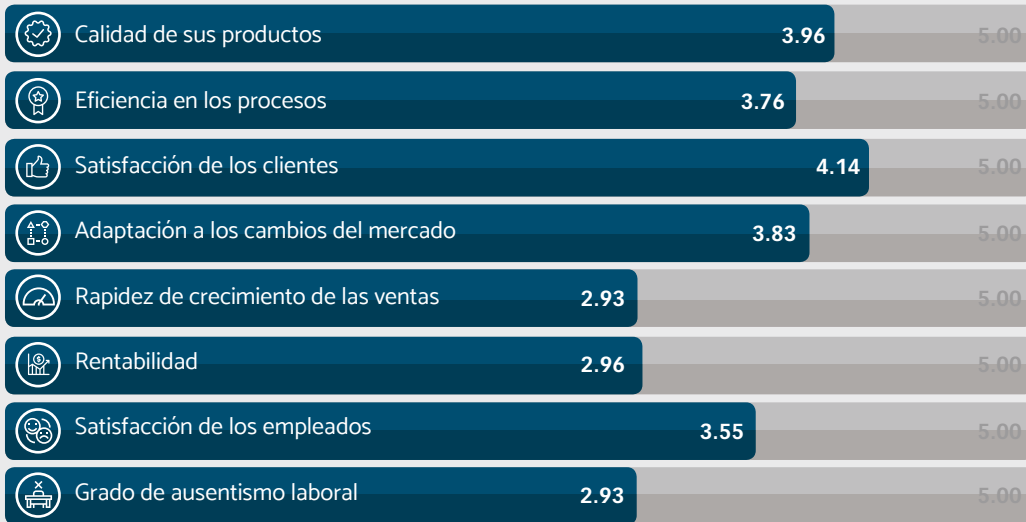 Calidad de sus productos 3.96 5.00
Eficiencia en los procesos 3.76 5.00
Satisfacción de los clientes 4.14 5.00
Adaptación a los cambios del mercado 3.83 5.00
Rapidez de crecimiento de las ventas 2.93 5.00
Rentabilidad 2.96 5.00
Satisfacción de los empleados 3.55 5.00
Grado de ausentismo laboral 2.93 5.00